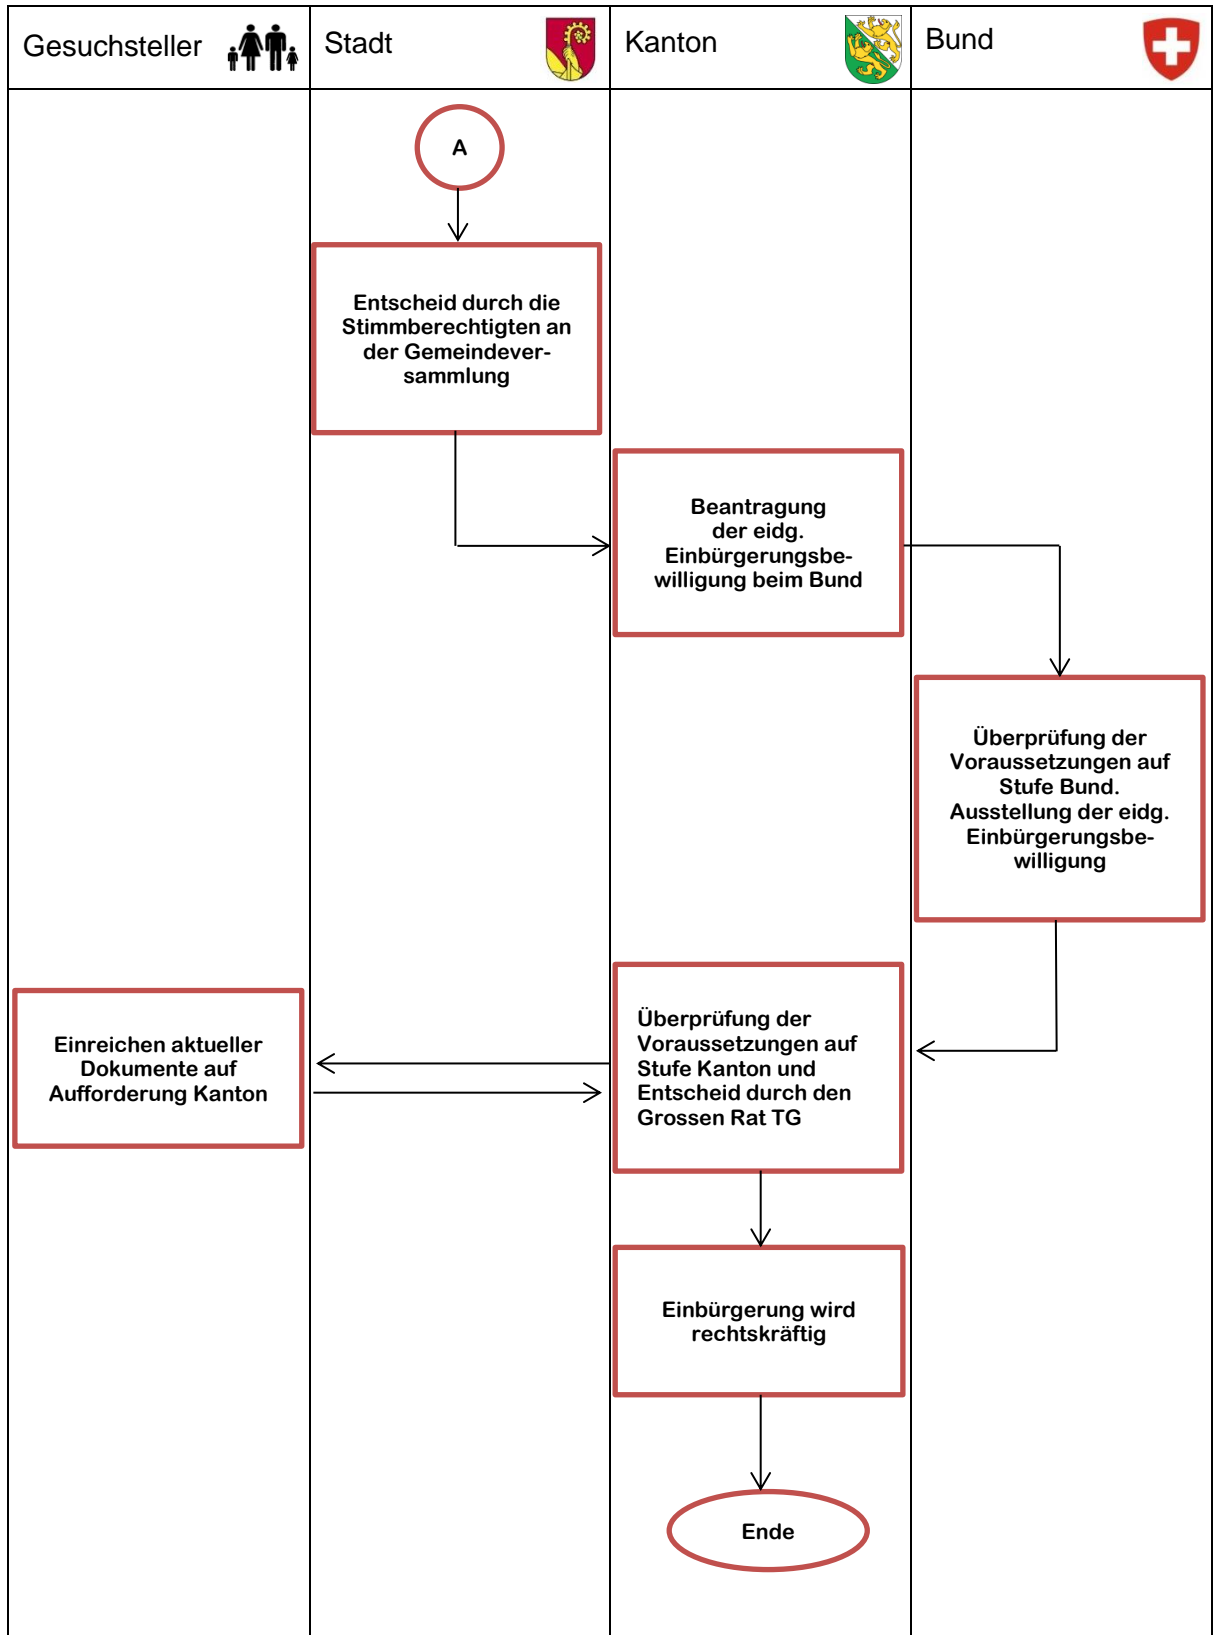 Gesuchsteller
Stadt
Kanton
Bund
A
Entscheid durch die
Stimmberechtigten an
der Gemeindever-
sammlung
Beantragung
der eidg.
Einbürgerungsbe-
willigung beim Bund
Überprüfung der
Voraussetzungen auf
Stufe Bund.
Ausstellung der eidg.
Einbürgerungsbe-
willigung
Einreichen aktueller
Dokumente auf
Aufforderung Kanton
Überprüfung der
Voraussetzungen auf
Stufe Kanton und
Entscheid durch den
Grossen Rat TG
Einbürgerung wird
rechtskräftig
Ende